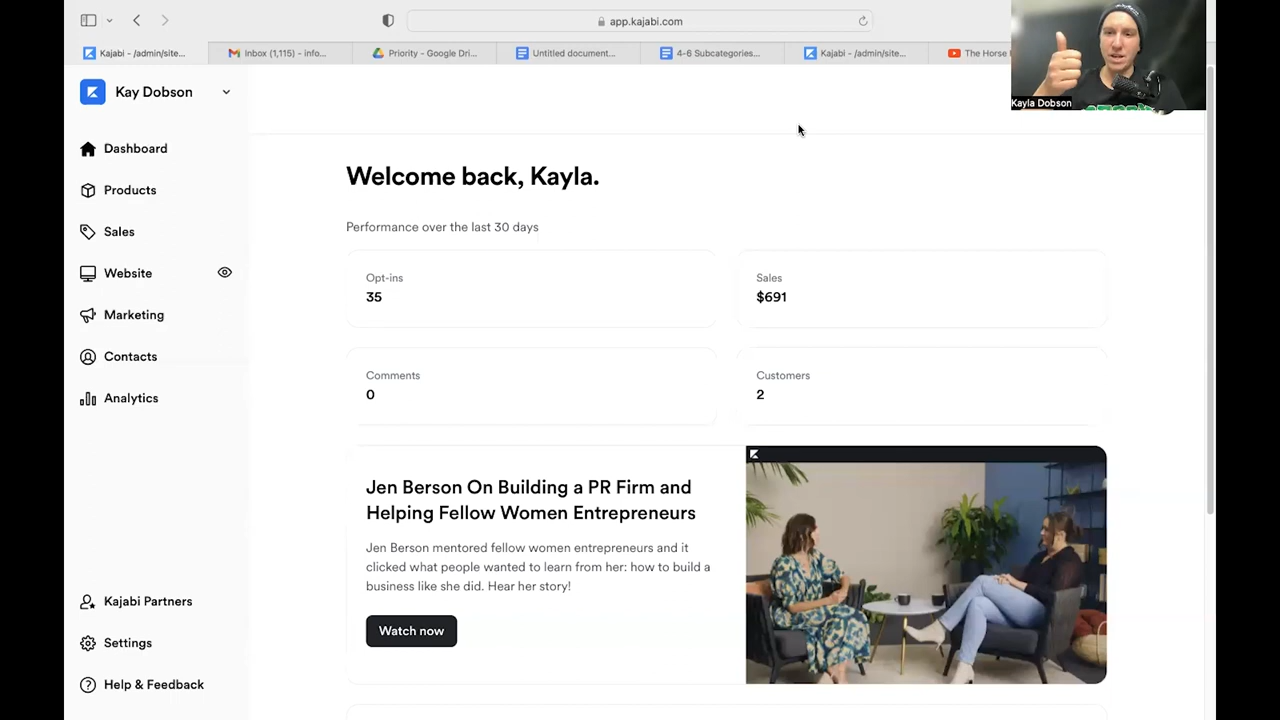 app.kajabi.com
Kajabi - /admin/site...
Inbox (1,115) - info...
Priority - Google Dri...
Untitled document...
4-6 Subcategories...
Kajabi - /admin/site...
The Horse
Kayla Dobson
Kay Dobson
Dashboard
Products
Sales
Website
Marketing
Contacts
Analytics
Kajabi Partners
Settings
Help & Feedback
Welcome back, Kayla.
Performance over the last 30 days
Opt-ins
35
Sales
$691
Comments
0
Customers
2
Jen Berson On Building a PR Firm and
Helping Fellow Women Entrepreneurs
Jen Berson mentored fellow women entrepreneurs and it
clicked what people wanted to learn from her: how to build a
business like she did. Hear her story!
Watch now